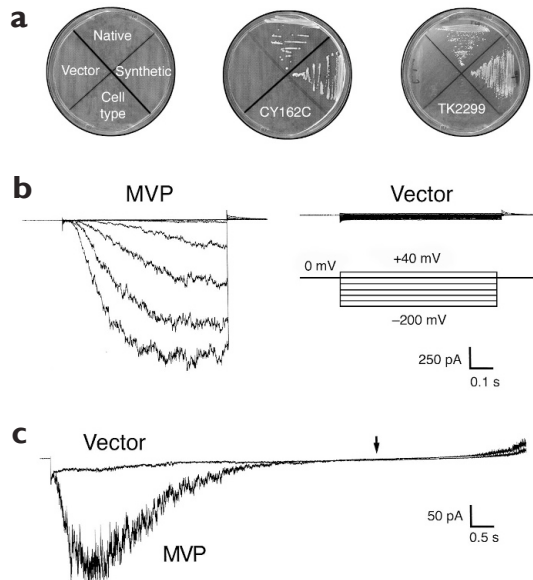 a
Native
Vector
Synthetic
Cell
type
CY162C
TK2299
b
MVP
Vector
0 mV
+40 mV
−200 mV
250 pA
0.1 s
c
Vector
MVP
50 pA
0.5 s